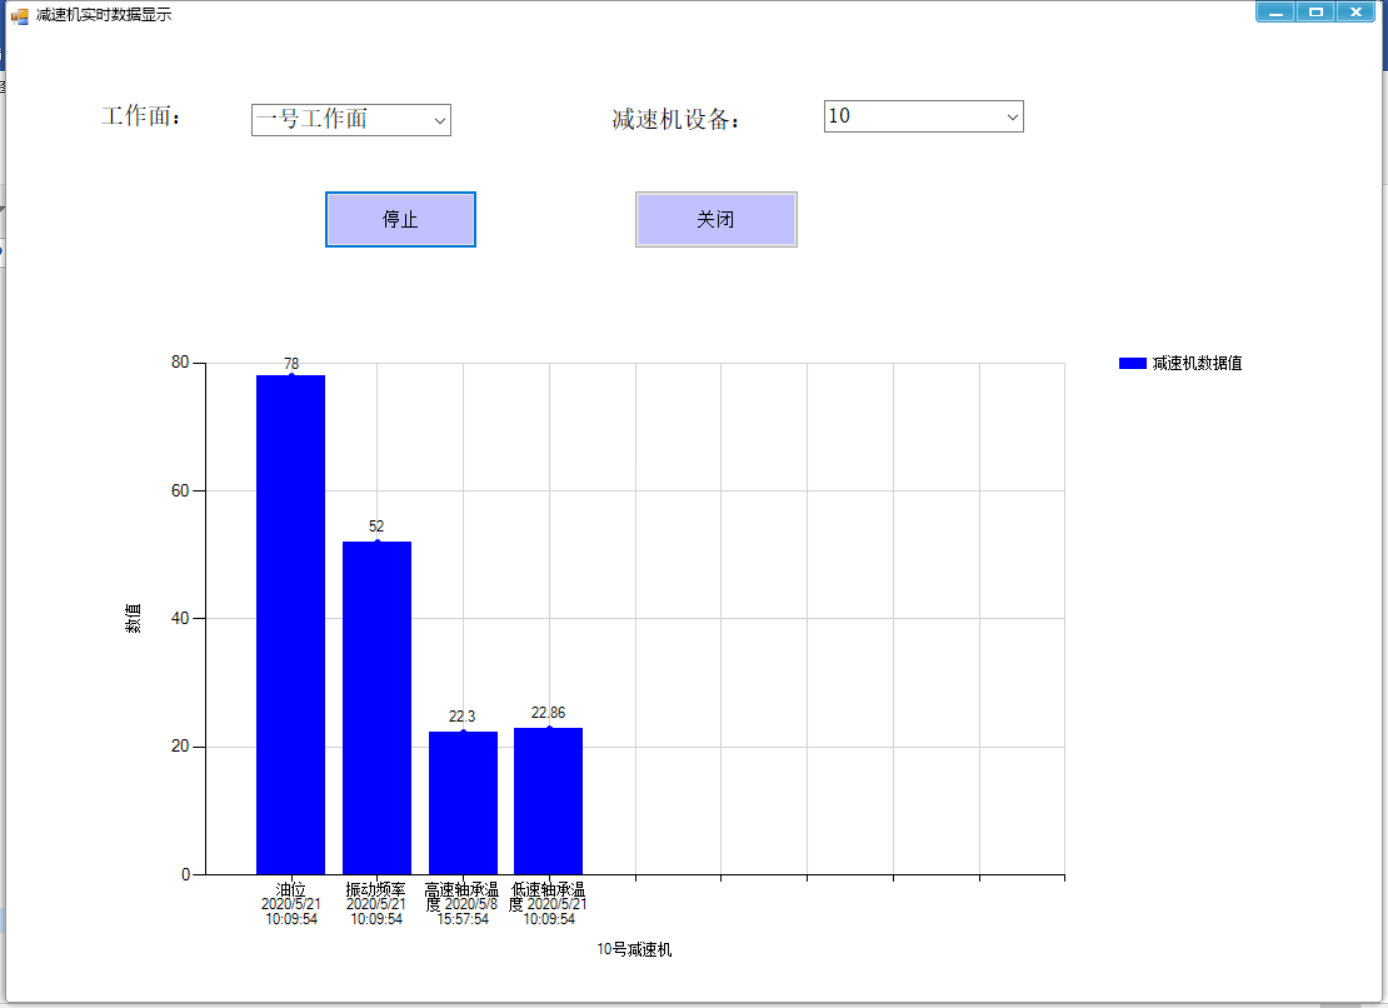 减速机实时数据显示
工作面：
一号工作面
减速机设备：
10
停止
关闭
80
60
40
20
0
数值
78
52
22.3
22.86
减速机数据值
油位
2020/5/21
10:09:54
振动频率
2020/5/21
10:09:54
高速轴承温
度 2020/5/8
15:57:54
低速轴承温
度 2020/5/21
10:09:54
10号减速机